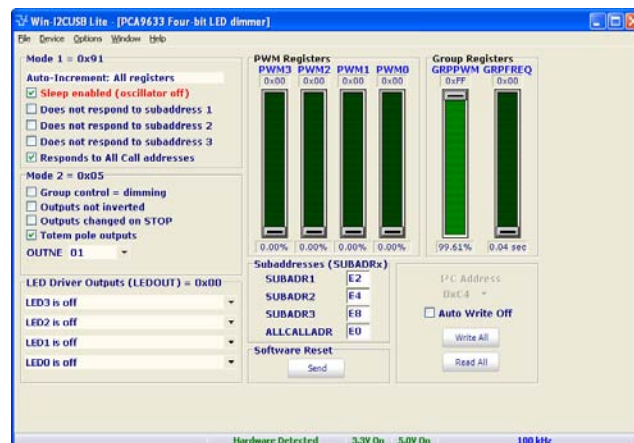 Win-I2CUSB Lite - [PCA9633 Four-bit LED dimmer]
File Device Options Window Help
Mode 1 = 0x91
Auto-Increment: All registers
Sleep enabled (oscillator off)
Does not respond to subaddress 1
Does not respond to subaddress 2
Does not respond to subaddress 3
Responds to All Call addresses
Mode 2 = 0x05
Group control = dimming
Outputs not inverted
Outputs changed on STOP
Totem pole outputs
OUTNE 01
LED Driver Outputs (LEDOUT) = 0x00
LED3 is off
LED2 is off
LED1 is off
LED0 is off
PWM Registers
PWM3 PWM2 PWM1 PWM0
0x00 0x00 0x00 0x00
0.00% 0.00% 0.00% 0.00%
Group Registers
GRPPWM GRPFREQ
0xFF 0x00
99.61% 0.04 sec
Subaddresses (SUBADRx)
SUBADR1 E2
SUBADR2 E4
SUBADR3 E8
ALLCALLADR E0
Software Reset
Send
I²C Address
0xC4
Auto Write Off
Write All
Read All
Hardware Detected 3.3V On 5.0V On 100 kHz